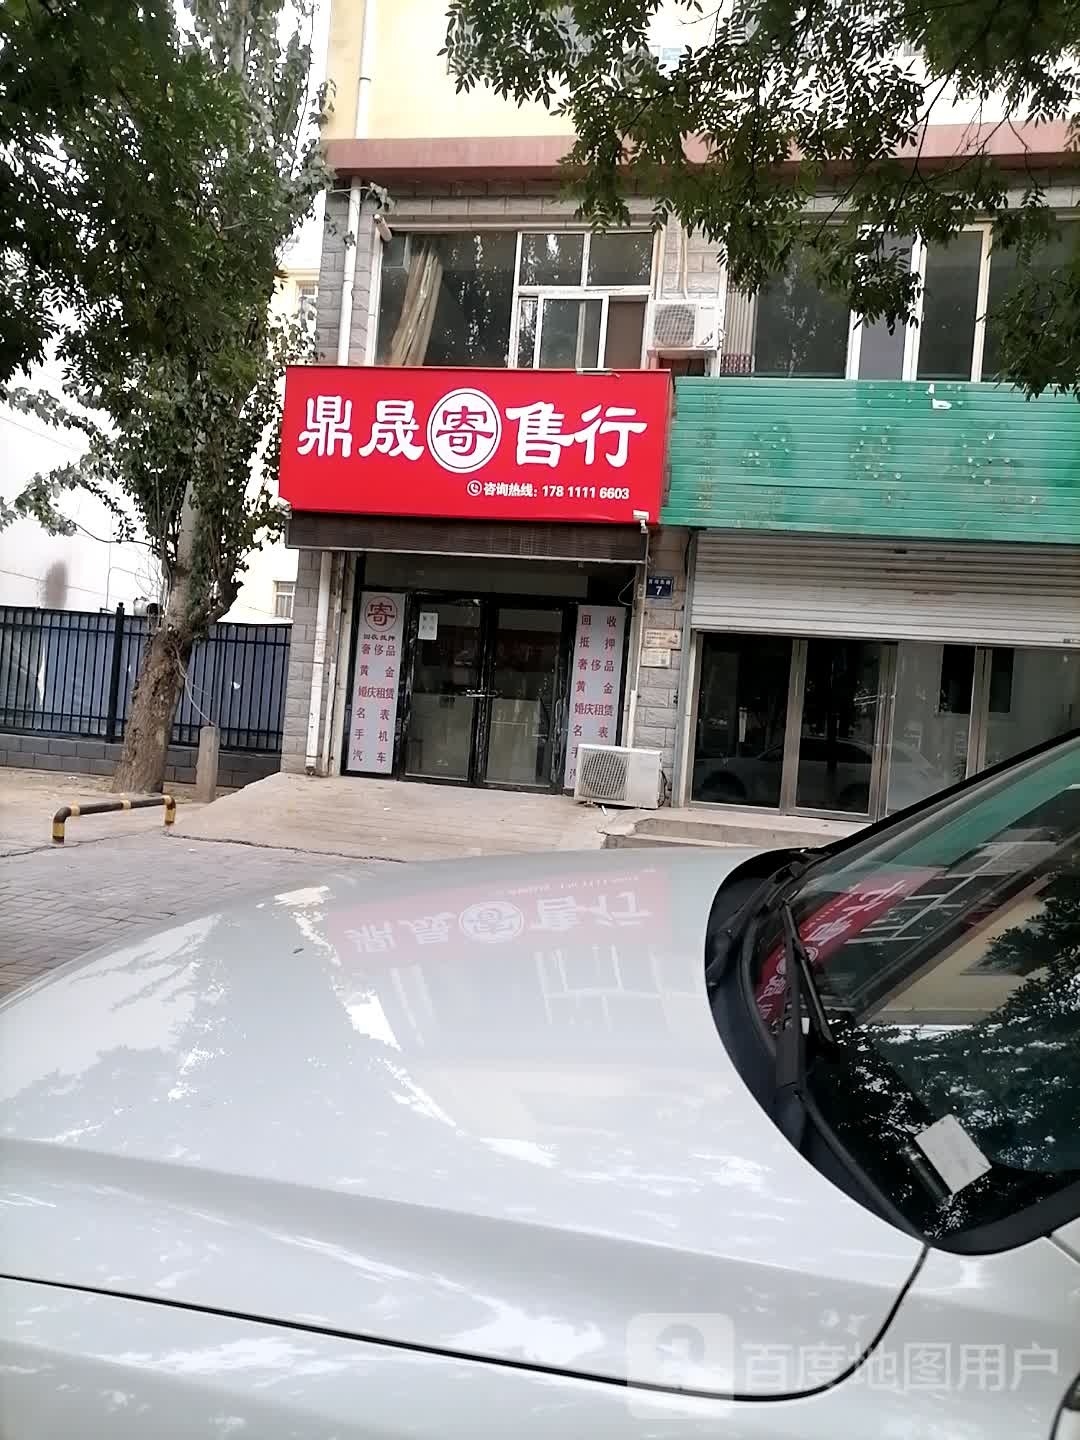 鼎晟寄售行
咨询热线：178 1111 6603
7
寄
回收 抵押
奢侈品
黄金
婚庆租赁
名表
手机
汽车
回收
抵押
奢侈品
黄金
婚庆租赁
名表
手
汽
百度地图用户